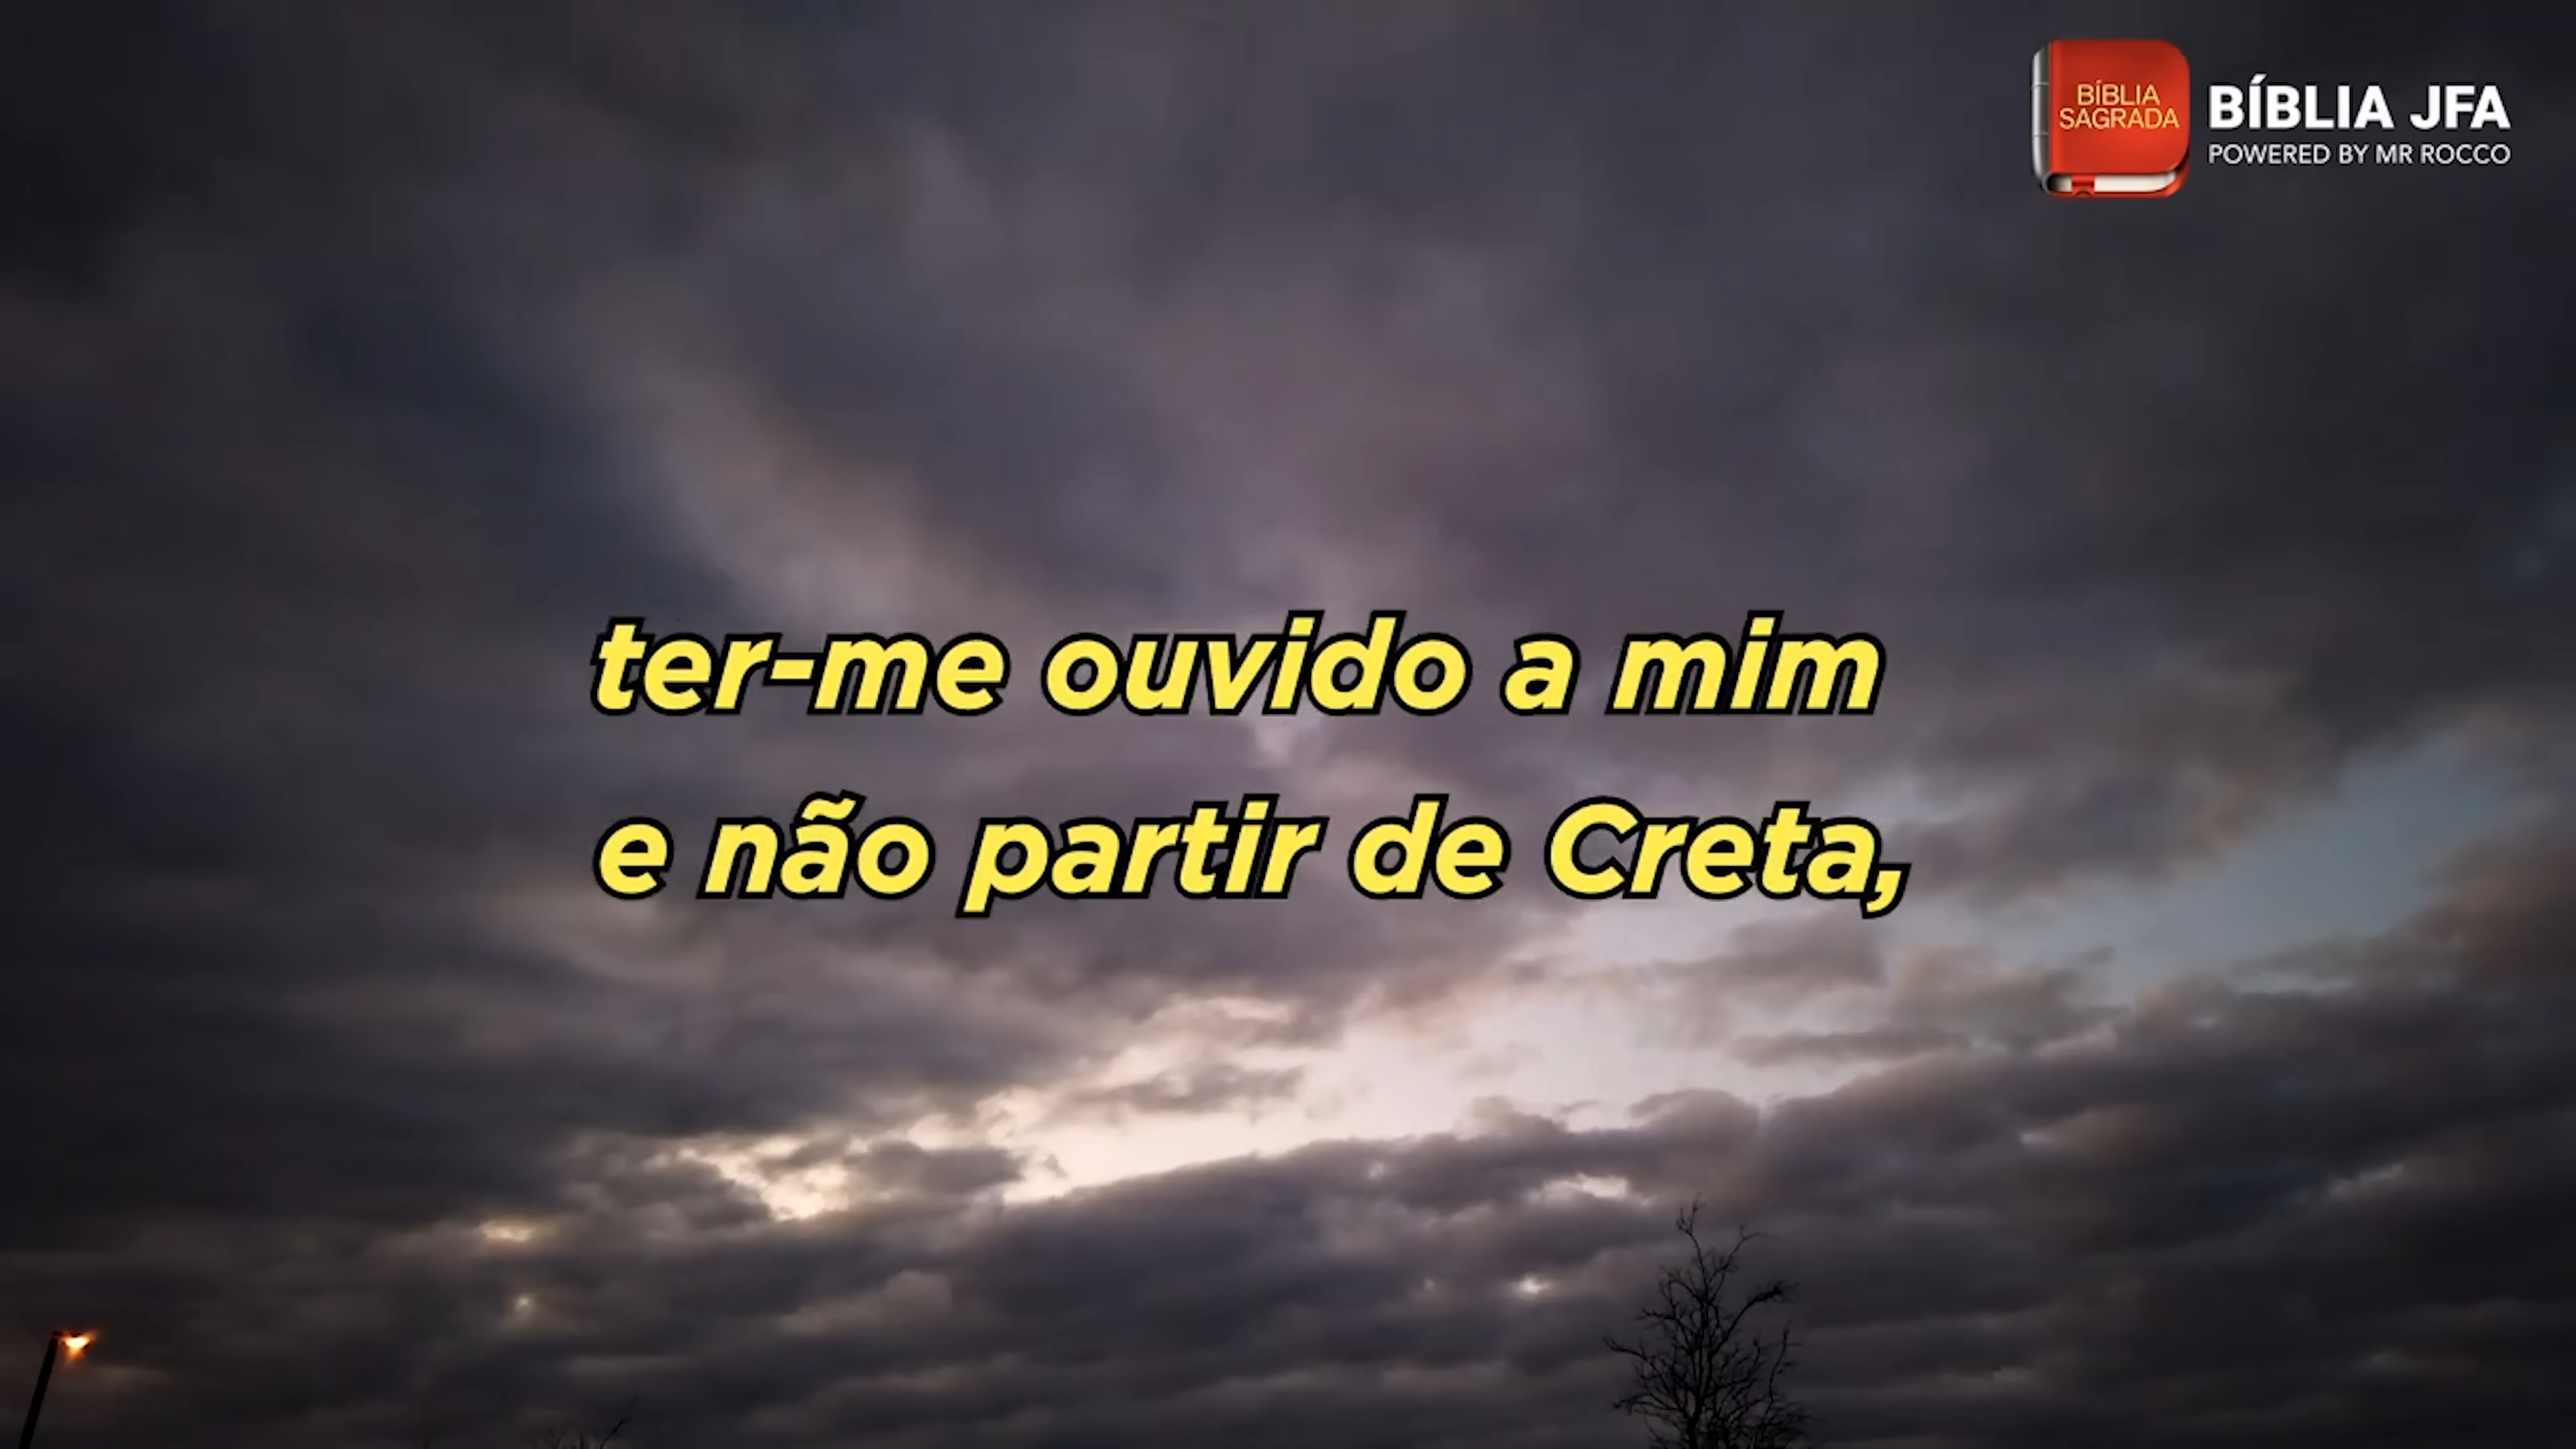 BÍBLIA
SAGRADA
BÍBLIA JFA
POWERED BY MR ROCCO
ter-me ouvido a mim
e não partir de Creta,